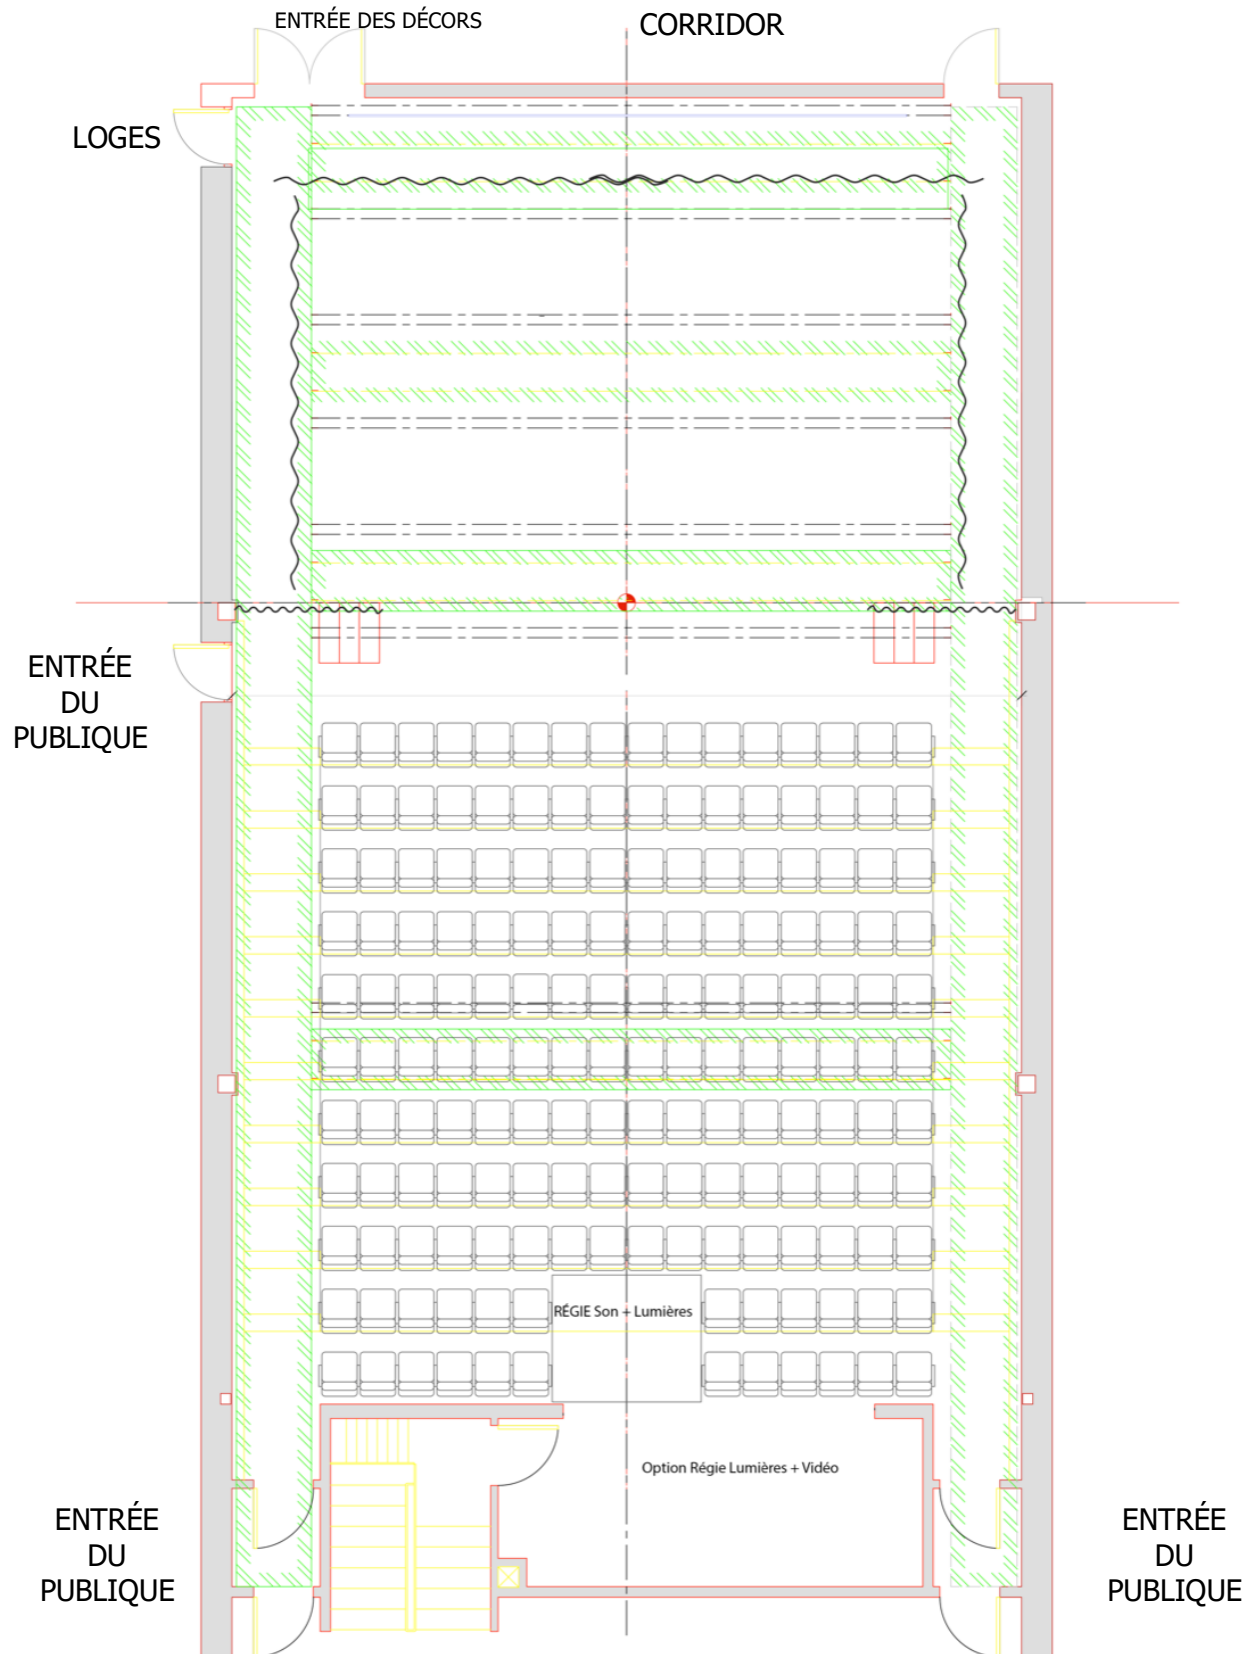 ENTRÉE DES DÉCORS
CORRIDOR
LOGES
ENTRÉE
DU
PUBLIQUE
RÉGIE Son + Lumières
Option Régie Lumières + Vidéo
ENTRÉE
DU
PUBLIQUE
ENTRÉE
DU
PUBLIQUE